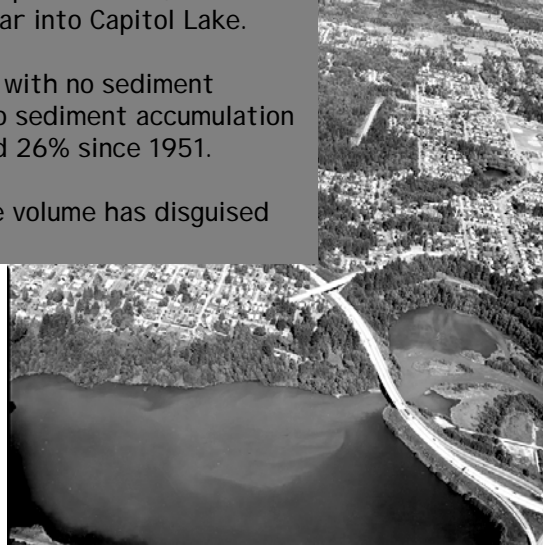 ar into Capitol Lake.
with no sediment
sediment accumulation
26% since 1951.
volume has disguised